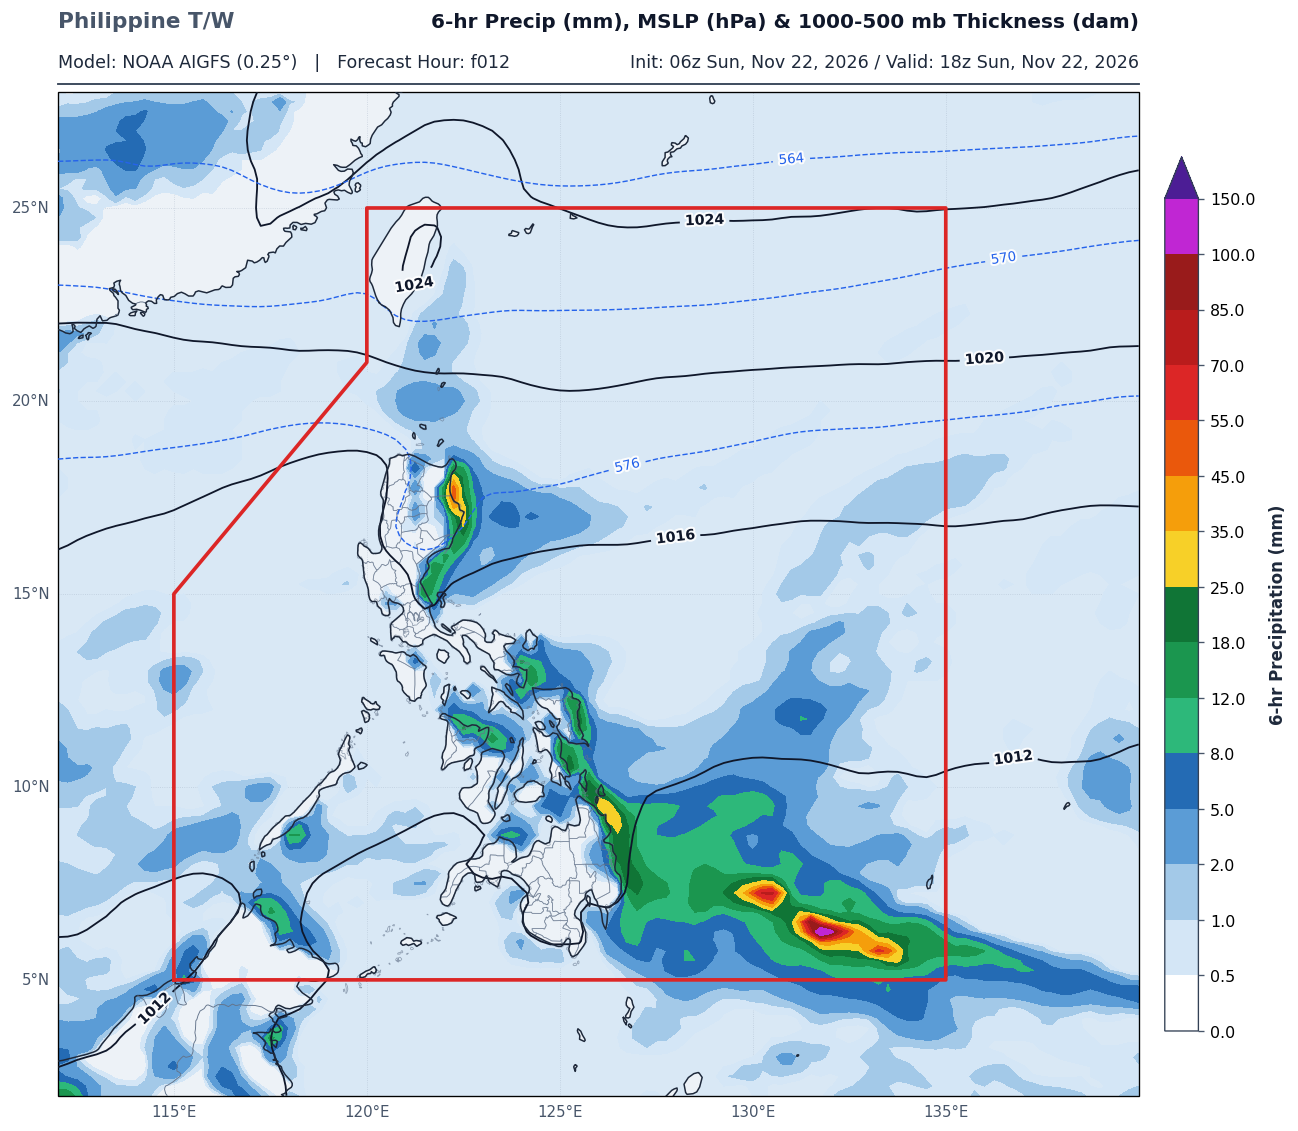 Philippine T/W
6-hr Precip (mm), MSLP (hPa) & 1000-500 mb Thickness (dam)
Model: NOAA AIGFS (0.25°) | Forecast Hour: f012
Init: 06z Sun, Nov 22, 2026 / Valid: 18z Sun, Nov 22, 2026
564
1024
570
1024
1020
576
1016
1012
1012
25°N
20°N
15°N
10°N
5°N
115°E
120°E
125°E
130°E
135°E
150.0
100.0
85.0
70.0
55.0
45.0
35.0
25.0
18.0
12.0
8.0
5.0
2.0
1.0
0.5
0.0
6-hr Precipitation (mm)